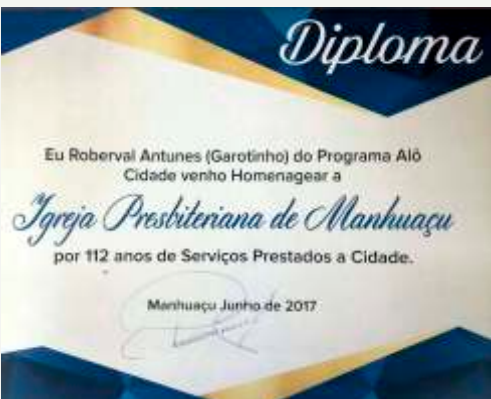 Diploma
Eu Roberval Antunes (Garotinho) do Programa Alô
Cidade venho Homenagear a
Igreja Presbiteriana de Manhuaçu
por 112 anos de Serviços Prestados a Cidade.
Manhuaçu Junho de 2017